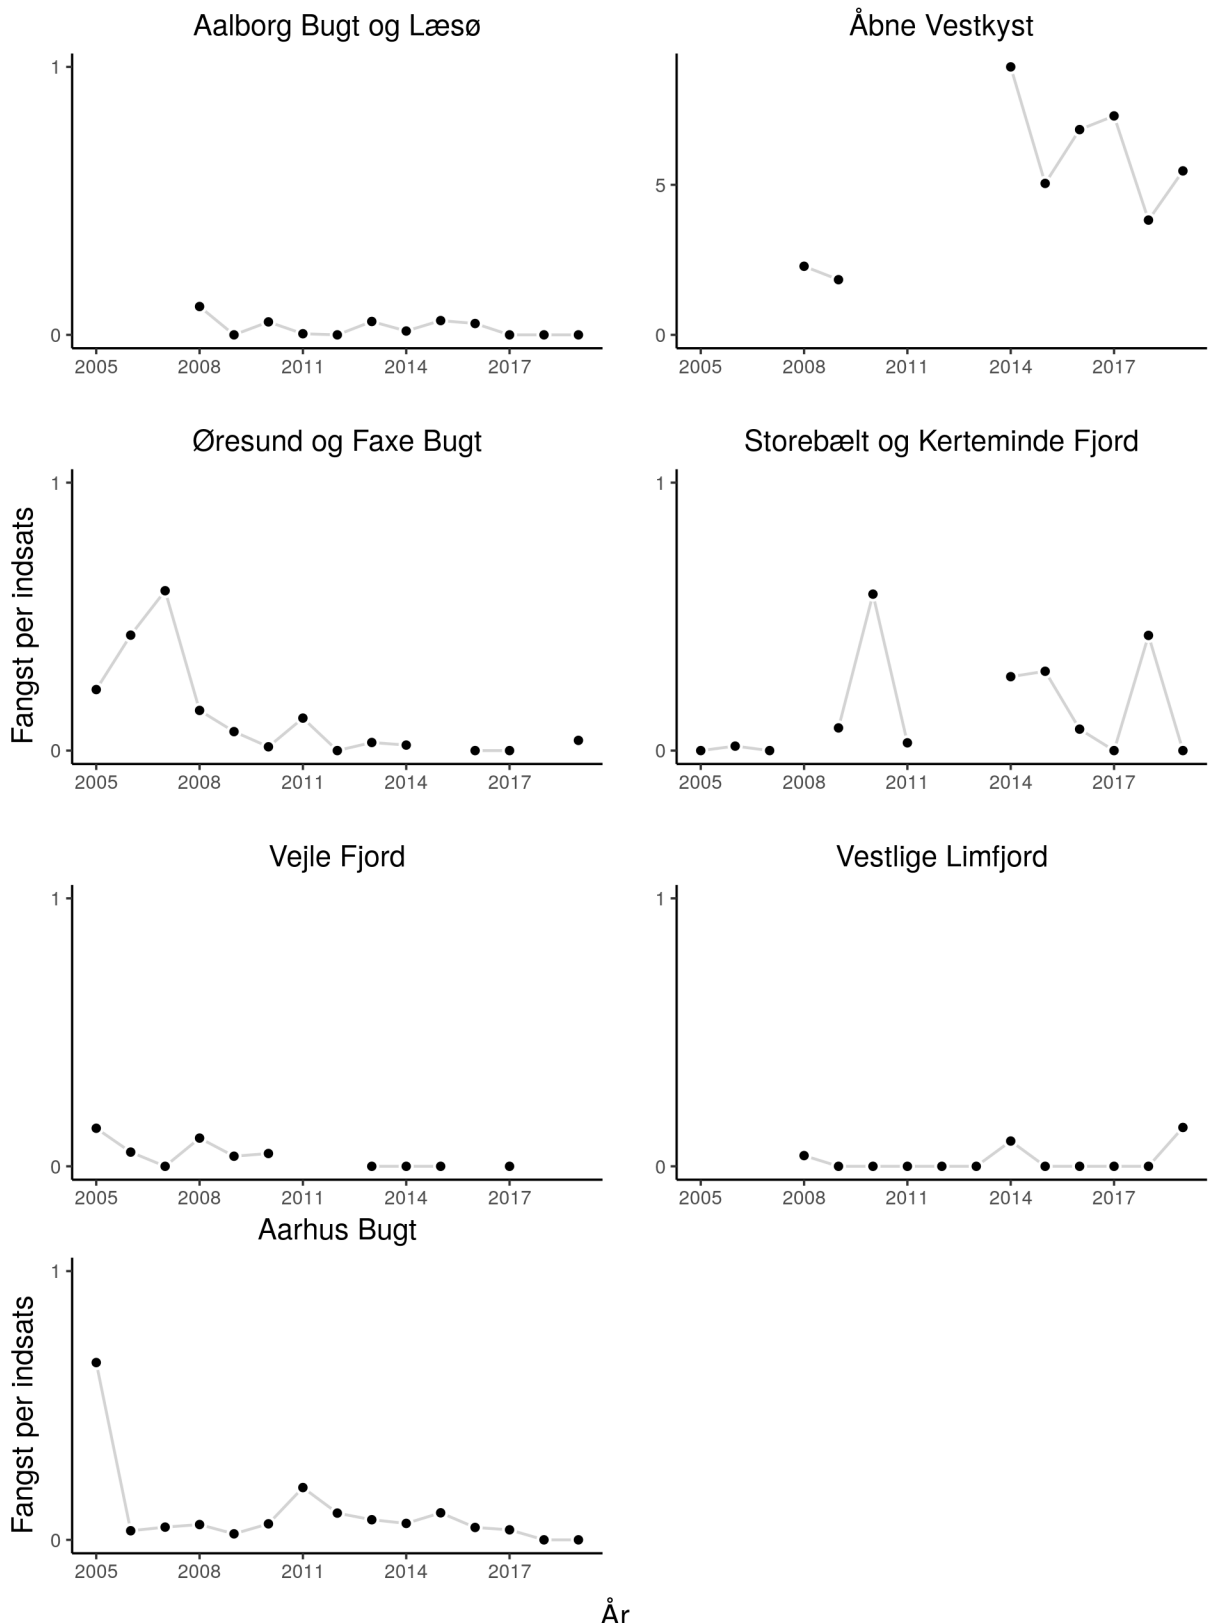 Aalborg Bugt og Læsø
1
0
2005 2008 2011 2014 2017
Åbne Vestkyst
5
0
2005 2008 2011 2014 2017
Øresund og Faxe Bugt
Fangst per indsats
1
0
2005 2008 2011 2014 2017
Storebælt og Kerteminde Fjord
1
0
2005 2008 2011 2014 2017
Vejle Fjord
1
0
2005 2008 2011 2014 2017
Vestlige Limfjord
1
0
2005 2008 2011 2014 2017
Aarhus Bugt
Fangst per indsats
1
0
2005 2008 2011 2014 2017
År